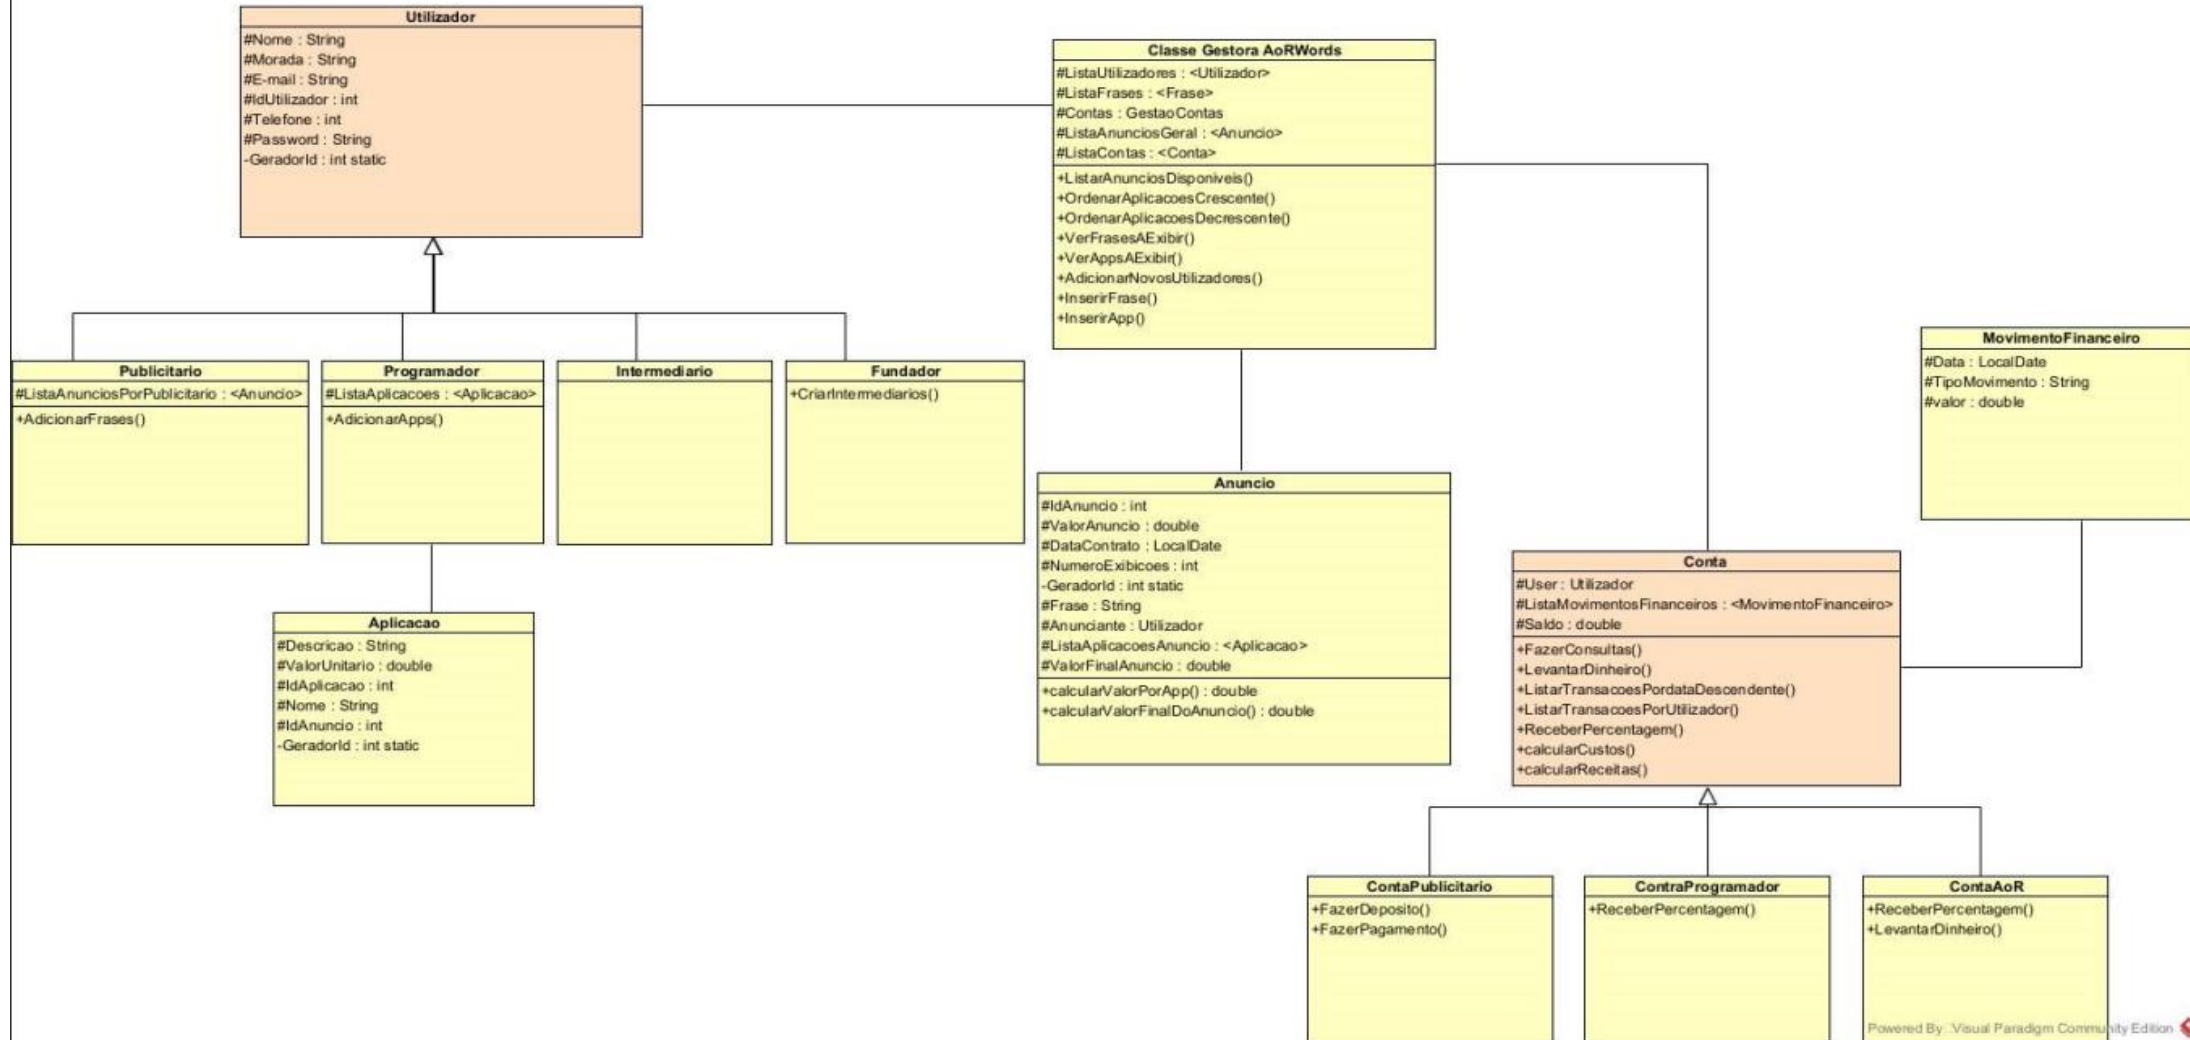 Utilizador
#Nome : String
#Morada : String
#E-mail : String
#IdUtilizador : int
#Telefone : int
#Password : String
-GeradorId : int static
Classe Gestora AoRWords
#ListaUtilizadores : <Utilizador>
#ListaFrases : <Frase>
#Contas : GestaoContas
#ListaAnunciosGeral : <Anuncio>
#ListaContas : <Conta>
+ListarAnunciosDisponiveis()
+OrdenarAplicacoesCrescente()
+OrdenarAplicacoesDecrescente()
+VerFrasesAExibir()
+VerAppsAExibir()
+AdicionarNovosUtilizadores()
+InserirFrase()
+InserirApp()
MovimentoFinanceiro
#Data : LocalDate
#TipoMovimento : String
#valor : double
Publicitario
#ListaAnunciosPorPublicitario : <Anuncio>
+AdicionarFrases()
Programador
#ListaAplicacoes : <Aplicacao>
+AdicionarApps()
Intermediario
Fundador
+CriarIntermediarios()
Anuncio
#IdAnuncio : int
#ValorAnuncio : double
#DataContrato : LocalDate
#NumeroExibicoes : int
-GeradorId : int static
#Frase : String
#Anunciante : Utilizador
#ListaAplicacoesAnuncio : <Aplicacao>
#ValorFinalAnuncio : double
+calcularValorPorApp() : double
+calcularValorFinalDoAnuncio() : double
Conta
#User : Utilizador
#ListaMovimentosFinanceiros : <MovimentoFinanceiro>
#Saldo : double
+FazerConsultas()
+LevantarDinheiro()
+ListarTransacoesPordataDescendente()
+ListarTransacoesPorUtilizador()
+ReceberPercentagem()
+calcularCustos()
+calcularReceitas()
Aplicacao
#Descricao : String
#ValorUnitario : double
#IdAplicacao : int
#Nome : String
#IdAnuncio : int
-GeradorId : int static
ContaPublicitario
+FazerDeposito()
+FazerPagamento()
ContraProgramador
+ReceberPercentagem()
ContaAoR
+ReceberPercentagem()
+LevantarDinheiro()
Powered By Visual Paradigm Community Edition